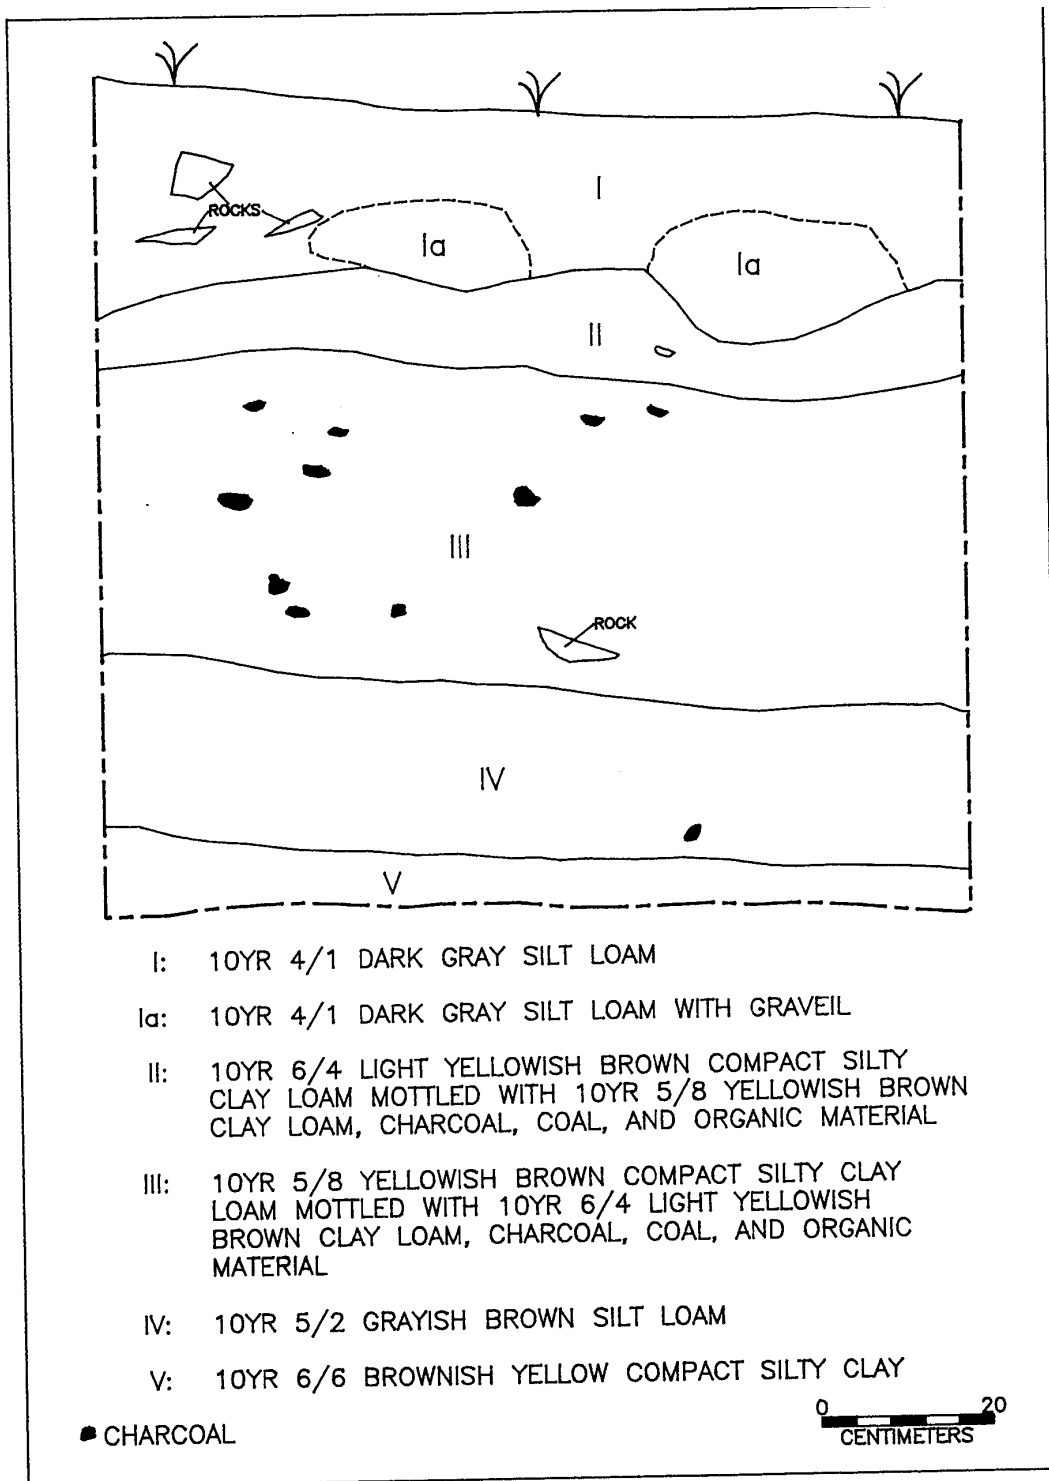 I
ROCKS
Ia
Ia
II
III
ROCK
IV
V
I: 10YR 4/1 DARK GRAY SILT LOAM
Ia: 10YR 4/1 DARK GRAY SILT LOAM WITH GRAVEIL
II: 10YR 6/4 LIGHT YELLOWISH BROWN COMPACT SILTY
CLAY LOAM MOTTLED WITH 10YR 5/8 YELLOWISH BROWN
CLAY LOAM, CHARCOAL, COAL, AND ORGANIC MATERIAL
III: 10YR 5/8 YELLOWISH BROWN COMPACT SILTY CLAY
LOAM MOTTLED WITH 10YR 6/4 LIGHT YELLOWISH
BROWN CLAY LOAM, CHARCOAL, COAL, AND ORGANIC
MATERIAL
IV: 10YR 5/2 GRAYISH BROWN SILT LOAM
V: 10YR 6/6 BROWNISH YELLOW COMPACT SILTY CLAY
CHARCOAL
0 20
CENTIMETERS